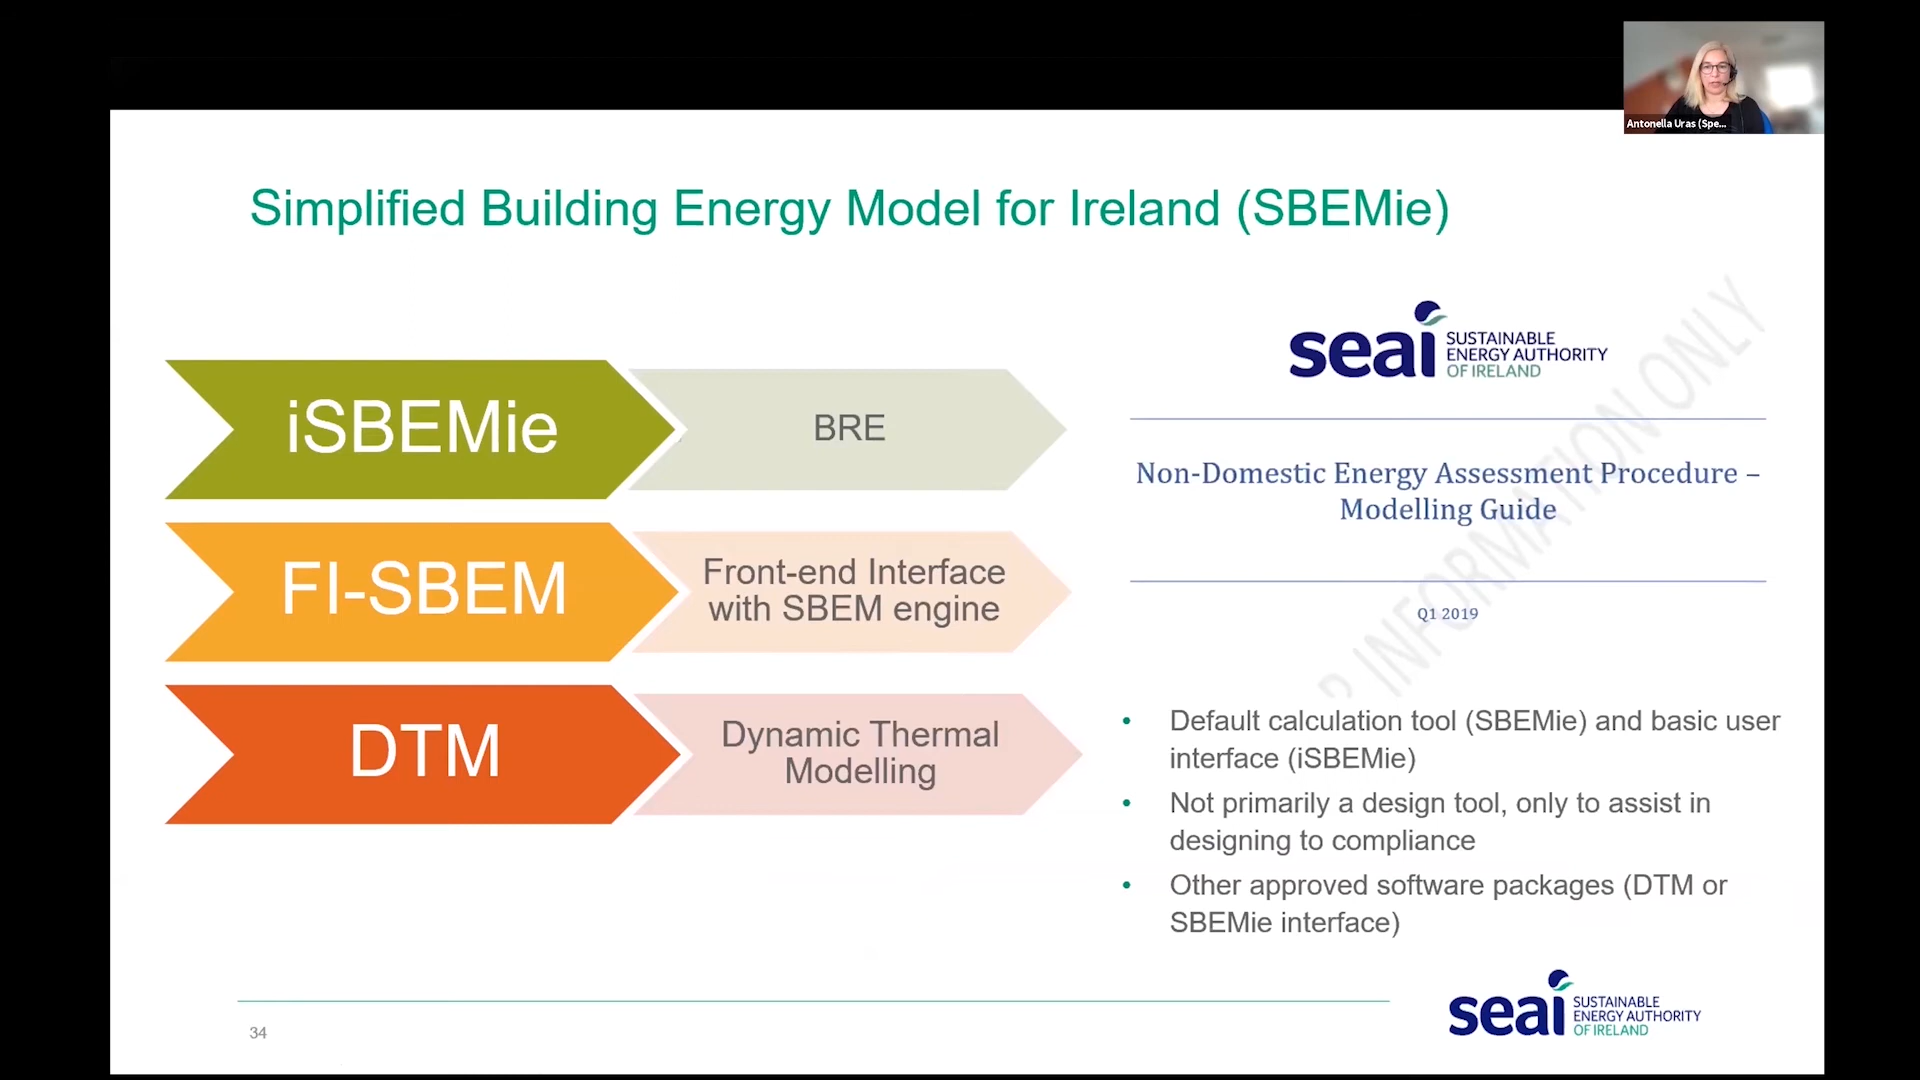 Antonella Uras (Spe...
Simplified Building Energy Model for Ireland (SBEMie)
iSBEMie
BRE
FI-SBEM
Front-end Interface
with SBEM engine
DTM
Dynamic Thermal
Modelling
seai SUSTAINABLE
ENERGY AUTHORITY
OF IRELAND
Non-Domestic Energy Assessment Procedure –
Modelling Guide
Q1 2019
R INFORMATION ONLY
• Default calculation tool (SBEMie) and basic user
interface (iSBEMie)
• Not primarily a design tool, only to assist in
designing to compliance
• Other approved software packages (DTM or
SBEMie interface)
34
seai SUSTAINABLE
ENERGY AUTHORITY
OF IRELAND